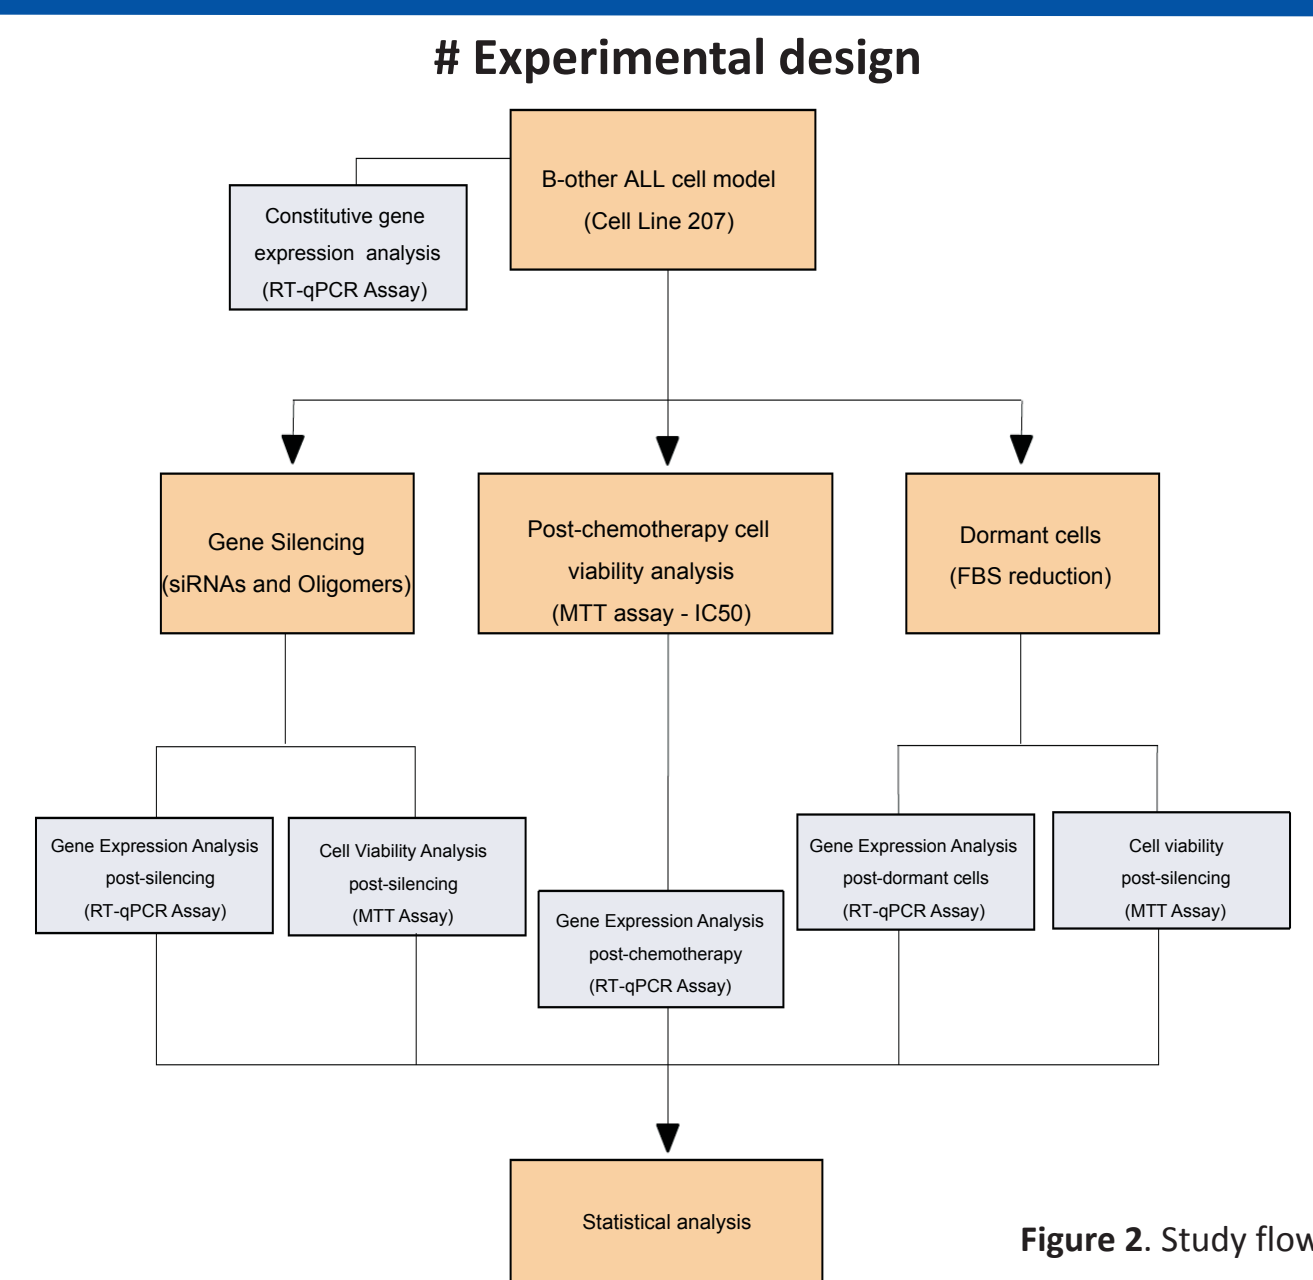 # Experimental design
B-other ALL cell model
(Cell Line 207)
Constitutive gene
expression analysis
(RT-qPCR Assay)
Gene Silencing
(siRNAs and Oligomers)
Post-chemotherapy cell
viability analysis
(MTT assay - IC50)
Dormant cells
(FBS reduction)
Gene Expression Analysis
post-silencing
(RT-qPCR Assay)
Cell Viability Analysis
post-silencing
(MTT Assay)
Gene Expression Analysis
post-chemotherapy
(RT-qPCR Assay)
Gene Expression Analysis
post-dormant cells
(RT-qPCR Assay)
Cell viability
post-silencing
(MTT Assay)
Statistical analysis
Figure 2. Study